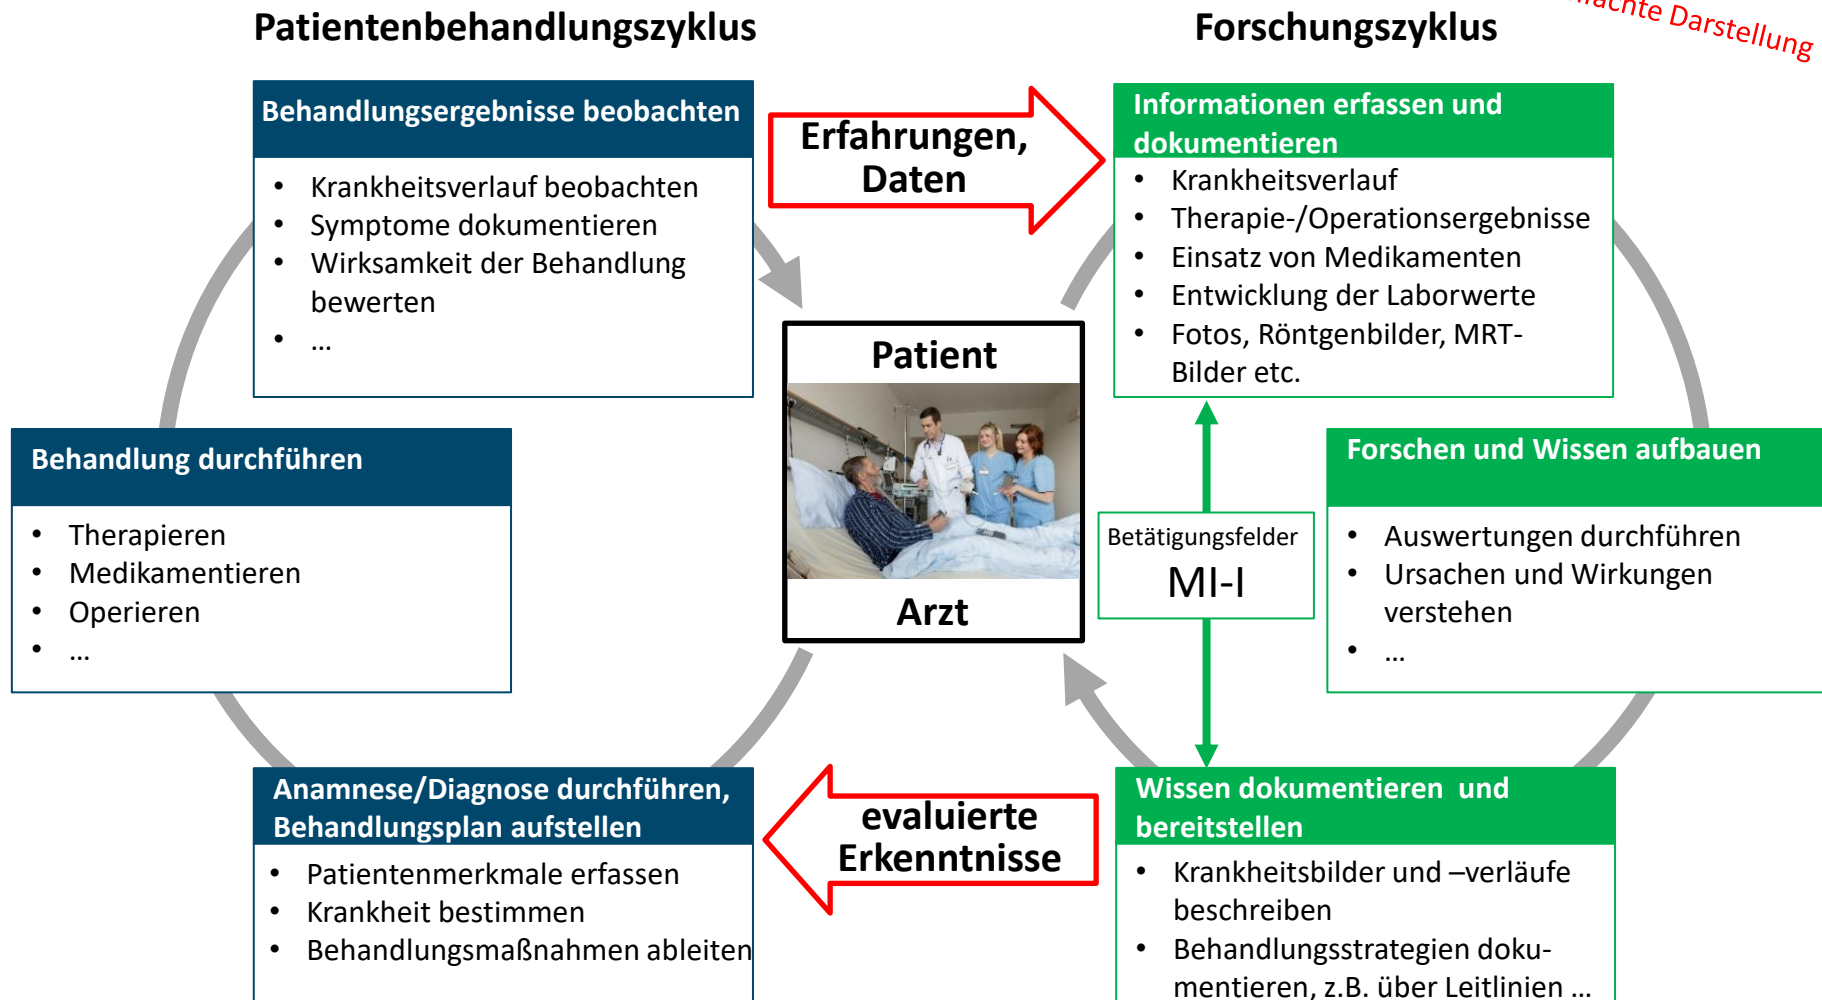 Patientenbehandlungszyklus
Forschungszyklus
Darstellung
Behandlungsergebnisse beobachten
• Krankheitsverlauf beobachten
• Symptome dokumentieren
• Wirksamkeit der Behandlung
bewerten
• ...
Erfahrungen,
Daten
Informationen erfassen und
dokumentieren
• Krankheitsverlauf
• Therapie-/Operationsergebnisse
• Einsatz von Medikamenten
• Entwicklung der Laborwerte
• Fotos, Röntgenbilder, MRT-
Bilder etc.
Patient
Arzt
Behandlung durchführen
• Therapieren
• Medikamentieren
• Operieren
• ...
Betätigungsfelder
MI-I
Forschen und Wissen aufbauen
• Auswertungen durchführen
• Ursachen und Wirkungen
verstehen
• ...
Anamnese/Diagnose durchführen,
Behandlungsplan aufstellen
• Patientenmerkmale erfassen
• Krankheit bestimmen
• Behandlungsmaßnahmen ableiten
evaluierte
Erkenntnisse
Wissen dokumentieren  und
bereitstellen
• Krankheitsbilder und –verläufe
beschreiben
• Behandlungsstrategien doku-
mentieren, z.B. über Leitlinien ...